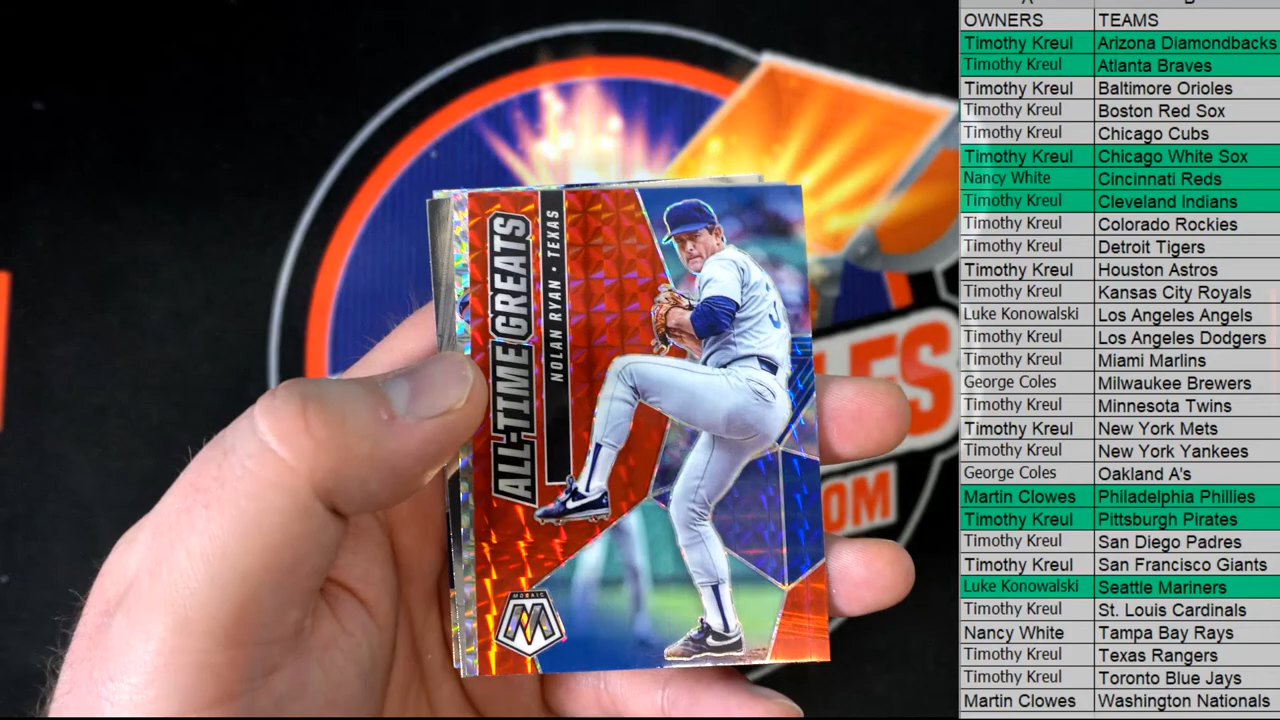 ALL-TIME GREATS
NOLAN RYAN · TEXAS
MOSAIC
OM
OWNERS TEAMS
Timothy Kreul Arizona Diamondbacks
Timothy Kreul Atlanta Braves
Timothy Kreul Baltimore Orioles
Timothy Kreul Boston Red Sox
Timothy Kreul Chicago Cubs
Timothy Kreul Chicago White Sox
Nancy White Cincinnati Reds
Timothy Kreul Cleveland Indians
Timothy Kreul Colorado Rockies
Timothy Kreul Detroit Tigers
Timothy Kreul Houston Astros
Timothy Kreul Kansas City Royals
Luke Konowalski Los Angeles Angels
Timothy Kreul Los Angeles Dodgers
Timothy Kreul Miami Marlins
George Coles Milwaukee Brewers
Timothy Kreul Minnesota Twins
Timothy Kreul New York Mets
Timothy Kreul New York Yankees
George Coles Oakland A's
Martin Clowes Philadelphia Phillies
Timothy Kreul Pittsburgh Pirates
Timothy Kreul San Diego Padres
Timothy Kreul San Francisco Giants
Luke Konowalski Seattle Mariners
Timothy Kreul St. Louis Cardinals
Nancy White Tampa Bay Rays
Timothy Kreul Texas Rangers
Timothy Kreul Toronto Blue Jays
Martin Clowes Washington Nationals